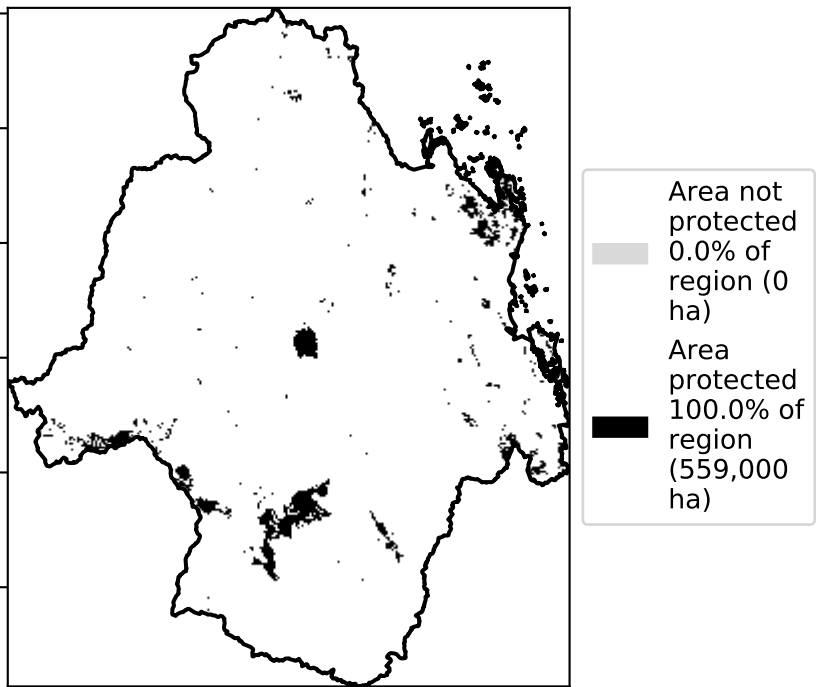 Area not
protected
0.0% of
region (0
ha)
Area
protected
100.0% of
region
(559,000
ha)